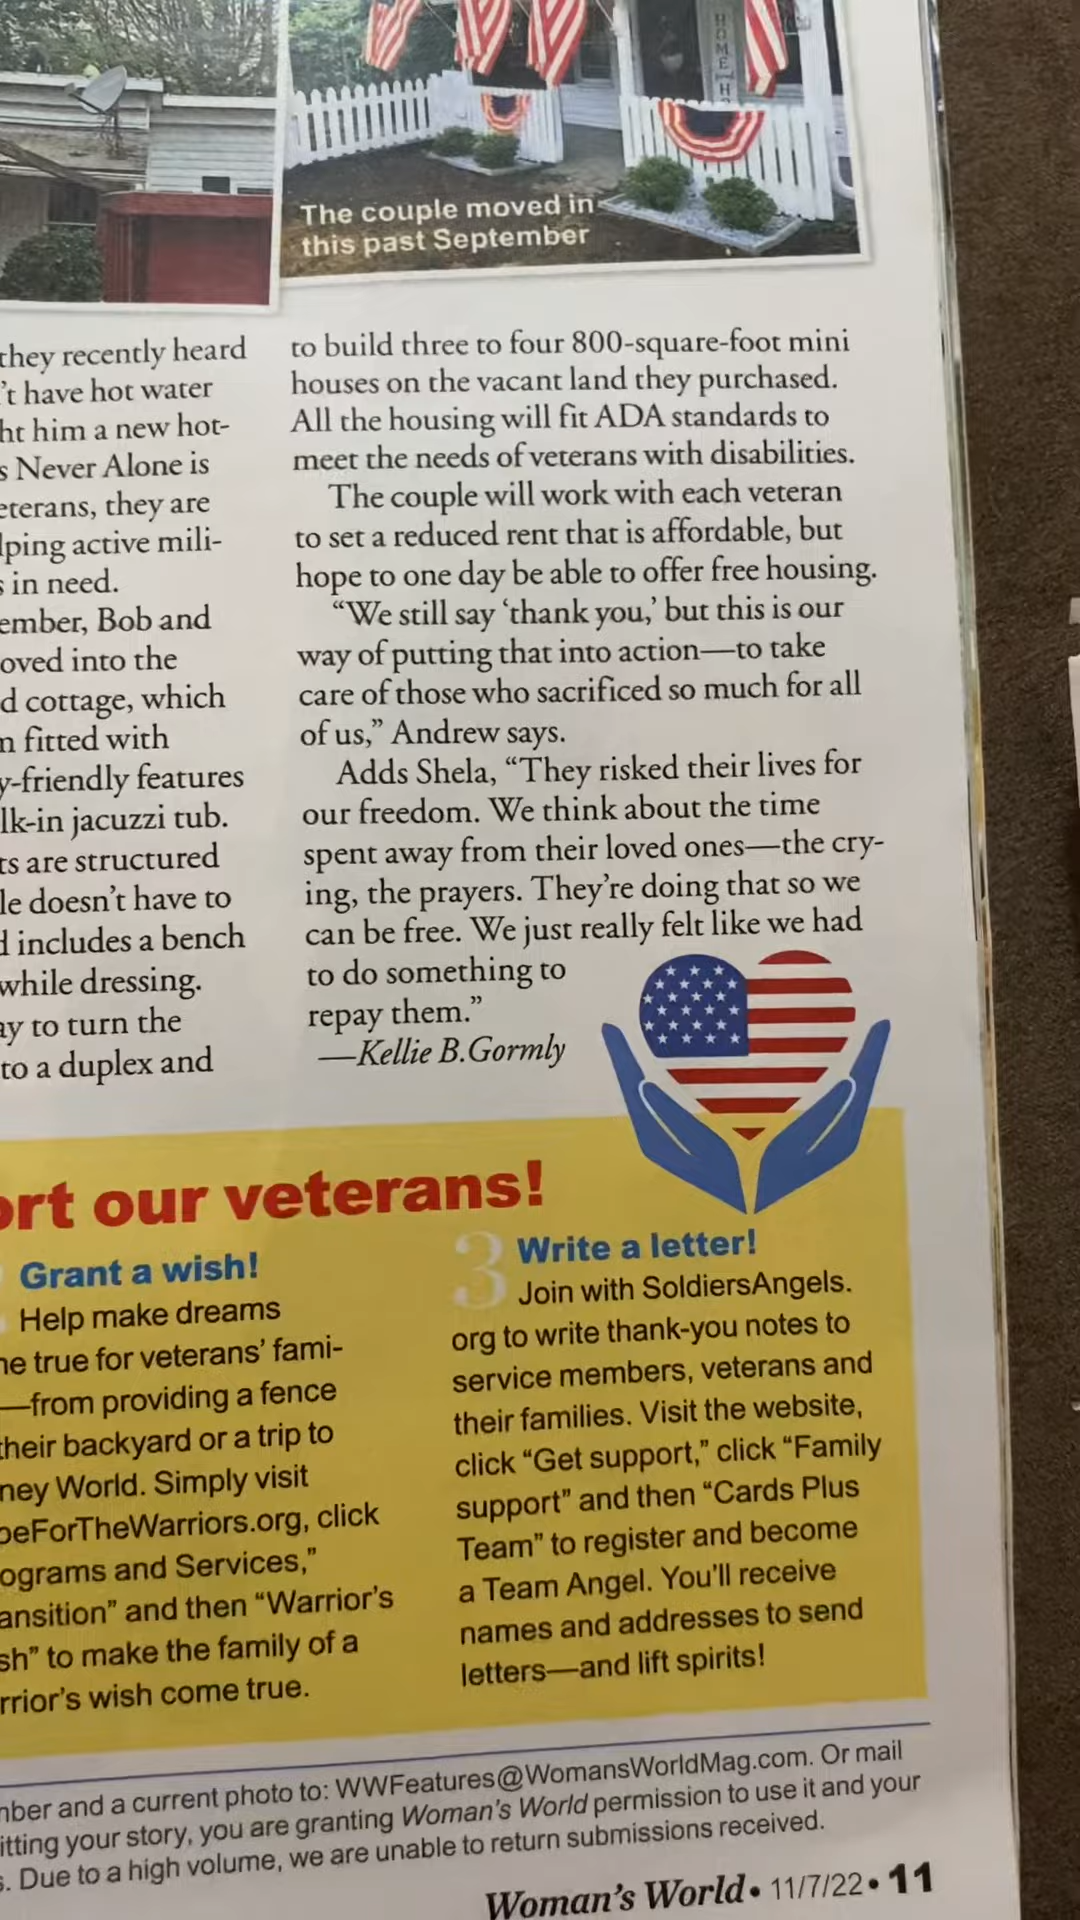 HOME
The couple moved in
this past September
they recently heard
't have hot water
ht him a new hot-
s Never Alone is
eterans, they are
lping active mili-
s in need.
ember, Bob and
oved into the
d cottage, which
n fitted with
y-friendly features
lk-in jacuzzi tub.
ts are structured
le doesn't have to
d includes a bench
while dressing.
ay to turn the
to a duplex and
to build three to four 800-square-foot mini
houses on the vacant land they purchased.
All the housing will fit ADA standards to
meet the needs of veterans with disabilities.
The couple will work with each veteran
to set a reduced rent that is affordable, but
hope to one day be able to offer free housing.
“We still say ‘thank you,’ but this is our
way of putting that into action—to take
care of those who sacrificed so much for all
of us,” Andrew says.
Adds Shela, “They risked their lives for
our freedom. We think about the time
spent away from their loved ones—the cry-
ing, the prayers. They’re doing that so we
can be free. We just really felt like we had
to do something to
repay them.”
—Kellie B.Gormly
ort our veterans!
Grant a wish!
Help make dreams
ne true for veterans’ fami-
—from providing a fence
their backyard or a trip to
ney World. Simply visit
peForTheWarriors.org, click
ograms and Services,”
ansition” and then “Warrior’s
sh” to make the family of a
rrior’s wish come true.
3 Write a letter!
Join with SoldiersAngels.
org to write thank-you notes to
service members, veterans and
their families. Visit the website,
click “Get support,” click “Family
support” and then “Cards Plus
Team” to register and become
a Team Angel. You’ll receive
names and addresses to send
letters—and lift spirits!
nber and a current photo to: WWFeatures@WomansWorldMag.com. Or mail
itting your story, you are granting Woman’s World permission to use it and your
s. Due to a high volume, we are unable to return submissions received.
Woman’s World • 11/7/22 • 11